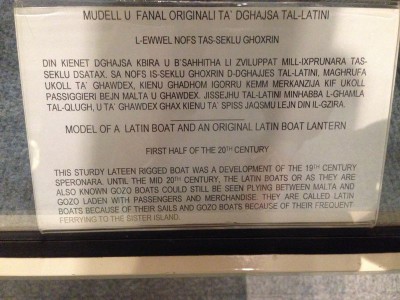 MUDELL U FANAL ORIGINALI TA' DGHAJSA TAL-LATINI
L-EWWEL NOFS TAS-SEKLU GHOXRIN
DIN KIENET DGHAJSA KBIRA U B'SAHHITHA LI ZVILUPPAT MILL-IXPRUNARA TAS-
SEKLU DSATAX. SA NOFS IS-SEKLU GHOXRIN D-DGHAJJES TAL-LATINI, MAGHRUFA
UKOLL TA' GHAWDEX, KIENU GHADHOM IGORRU KEMM MERKANZIJA KIF UKOLL
PASSIGGIERI BEJN MALTA U GHAWDEX. JISSEJHU TAL-LATINI MINHABBA L-GHAMLA
TAL-QLUGH, U TA' GHAWDEX GHAX KIENU TA' SPISS JAQSMU LEJN DIN IL-GZIRA.
MODEL OF A LATIN BOAT AND AN ORIGINAL LATIN BOAT LANTERN
FIRST HALF OF THE 20TH CENTURY
THIS STURDY LATEEN RIGGED BOAT WAS A DEVELOPMENT OF THE 19TH CENTURY
SPERONARA. UNTIL THE MID 20TH CENTURY, THE LATIN BOATS OR AS THEY ARE
ALSO KNOWN GOZO BOATS COULD STILL BE SEEN PLYING BETWEEN MALTA AND
GOZO LADEN WITH PASSENGERS AND MERCHANDISE. THEY ARE CALLED LATIN
BOATS BECAUSE OF THEIR SAILS AND GOZO BOATS BECAUSE OF THEIR FREQUENT
FERRYING TO THE SISTER ISLAND.